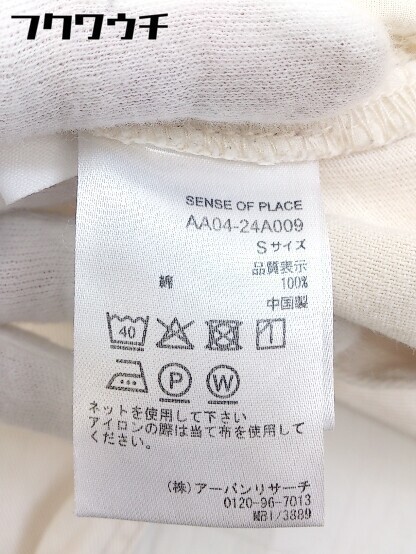 フクワウチ
SENSE OF PLACE
AA04-24A009
Sサイズ
品質表示
綿 100%
中国製
40
P W
ネットを使用して下さい
アイロンの際は当て布を使用して
ください。
(株)アーバンリサーチ
0120-96-7013
WB1/3889